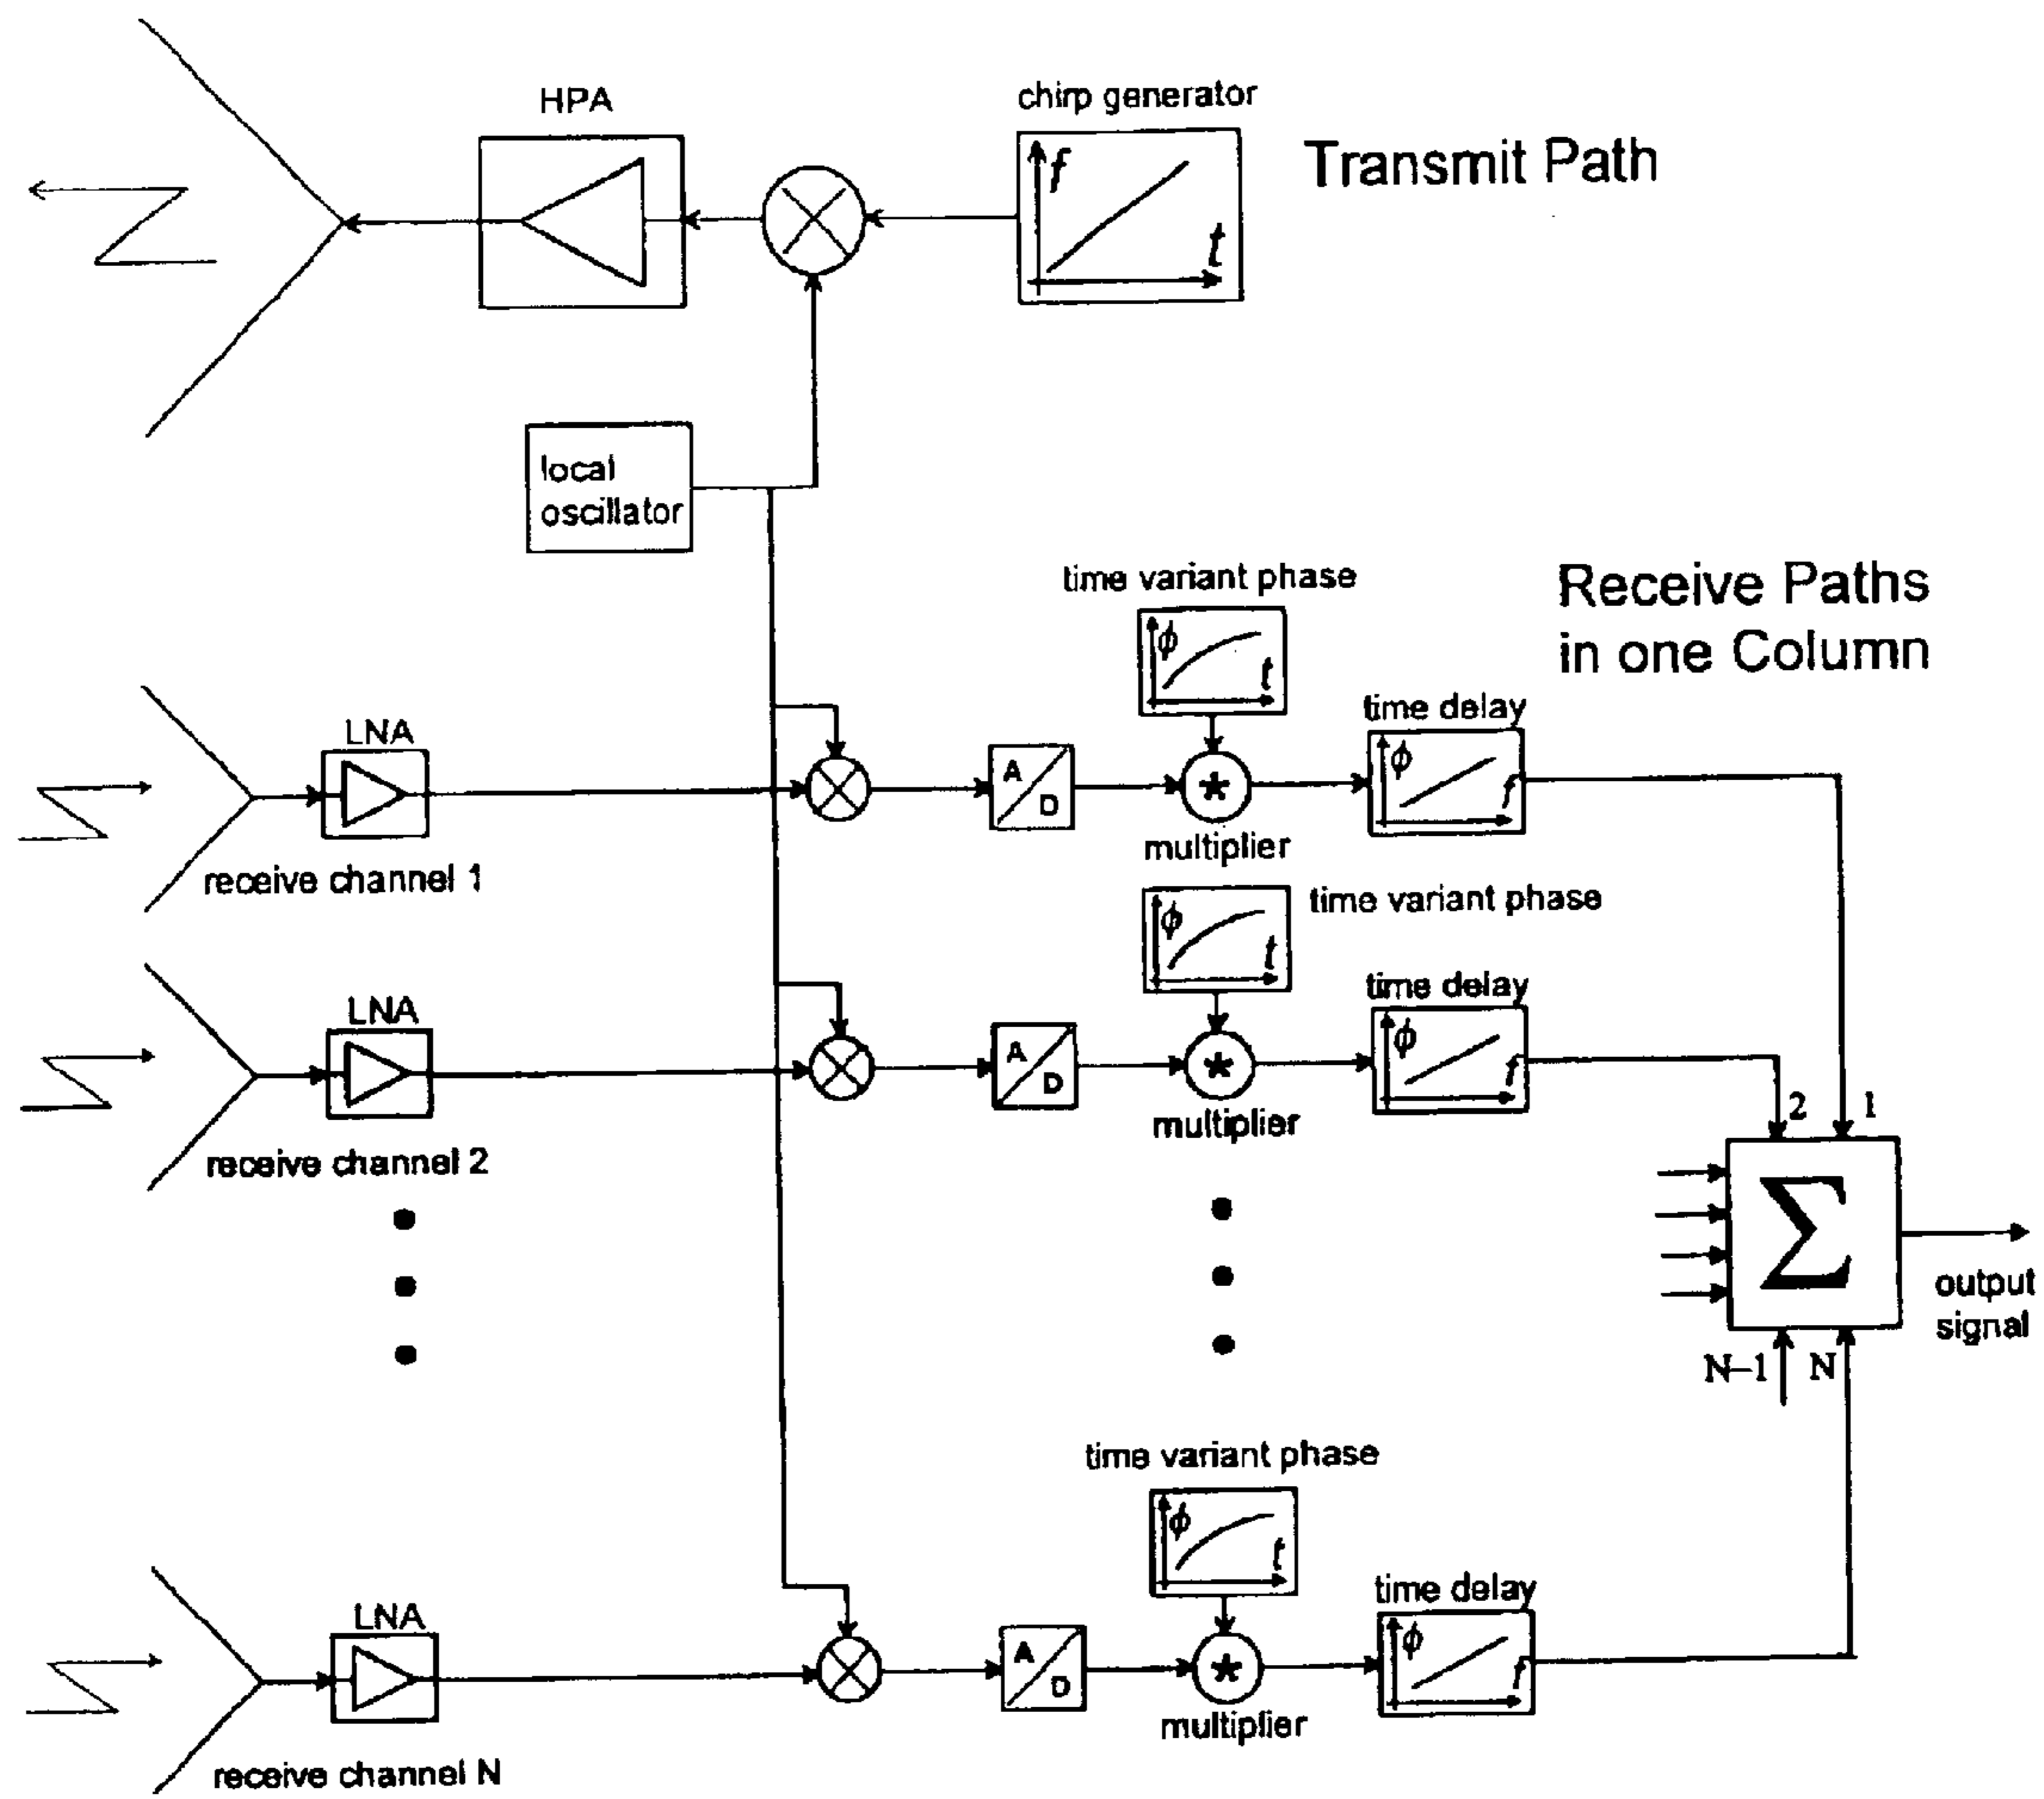 HPA
chirp generator
f
t
Transmit Path
local
oscillator
time variant phase
ϕ
t
Receive Paths
in one Column
LNA
time delay
ϕ
f
A
D
multiplier
receive channel 1
time variant phase
ϕ
t
LNA
time delay
ϕ
f
A
D
multiplier
receive channel 2
2
1
Σ
output
signal
N–1
N
time variant phase
ϕ
t
LNA
time delay
ϕ
f
A
D
multiplier
receive channel N